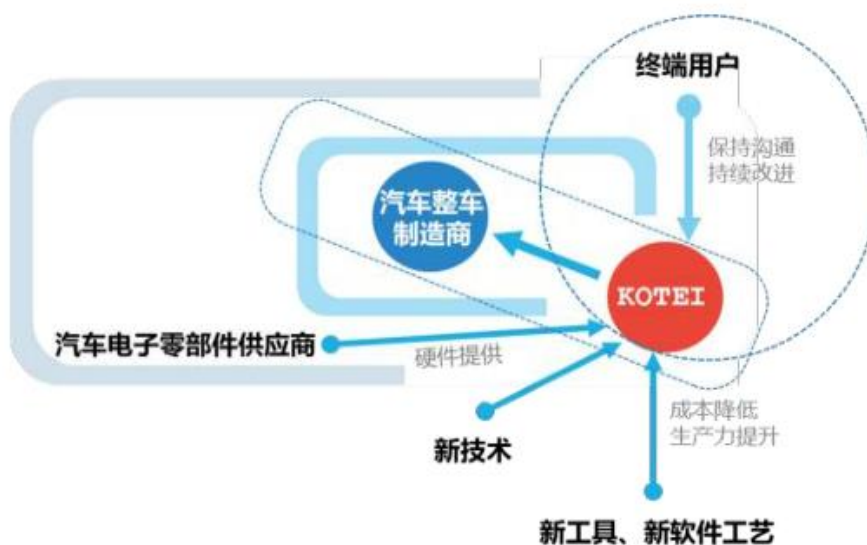 终端用户
保持沟通
持续改进
汽车整车
制造商
KOTEI
汽车电子零部件供应商
硬件提供
成本降低
生产力提升
新技术
新工具、新软件工艺